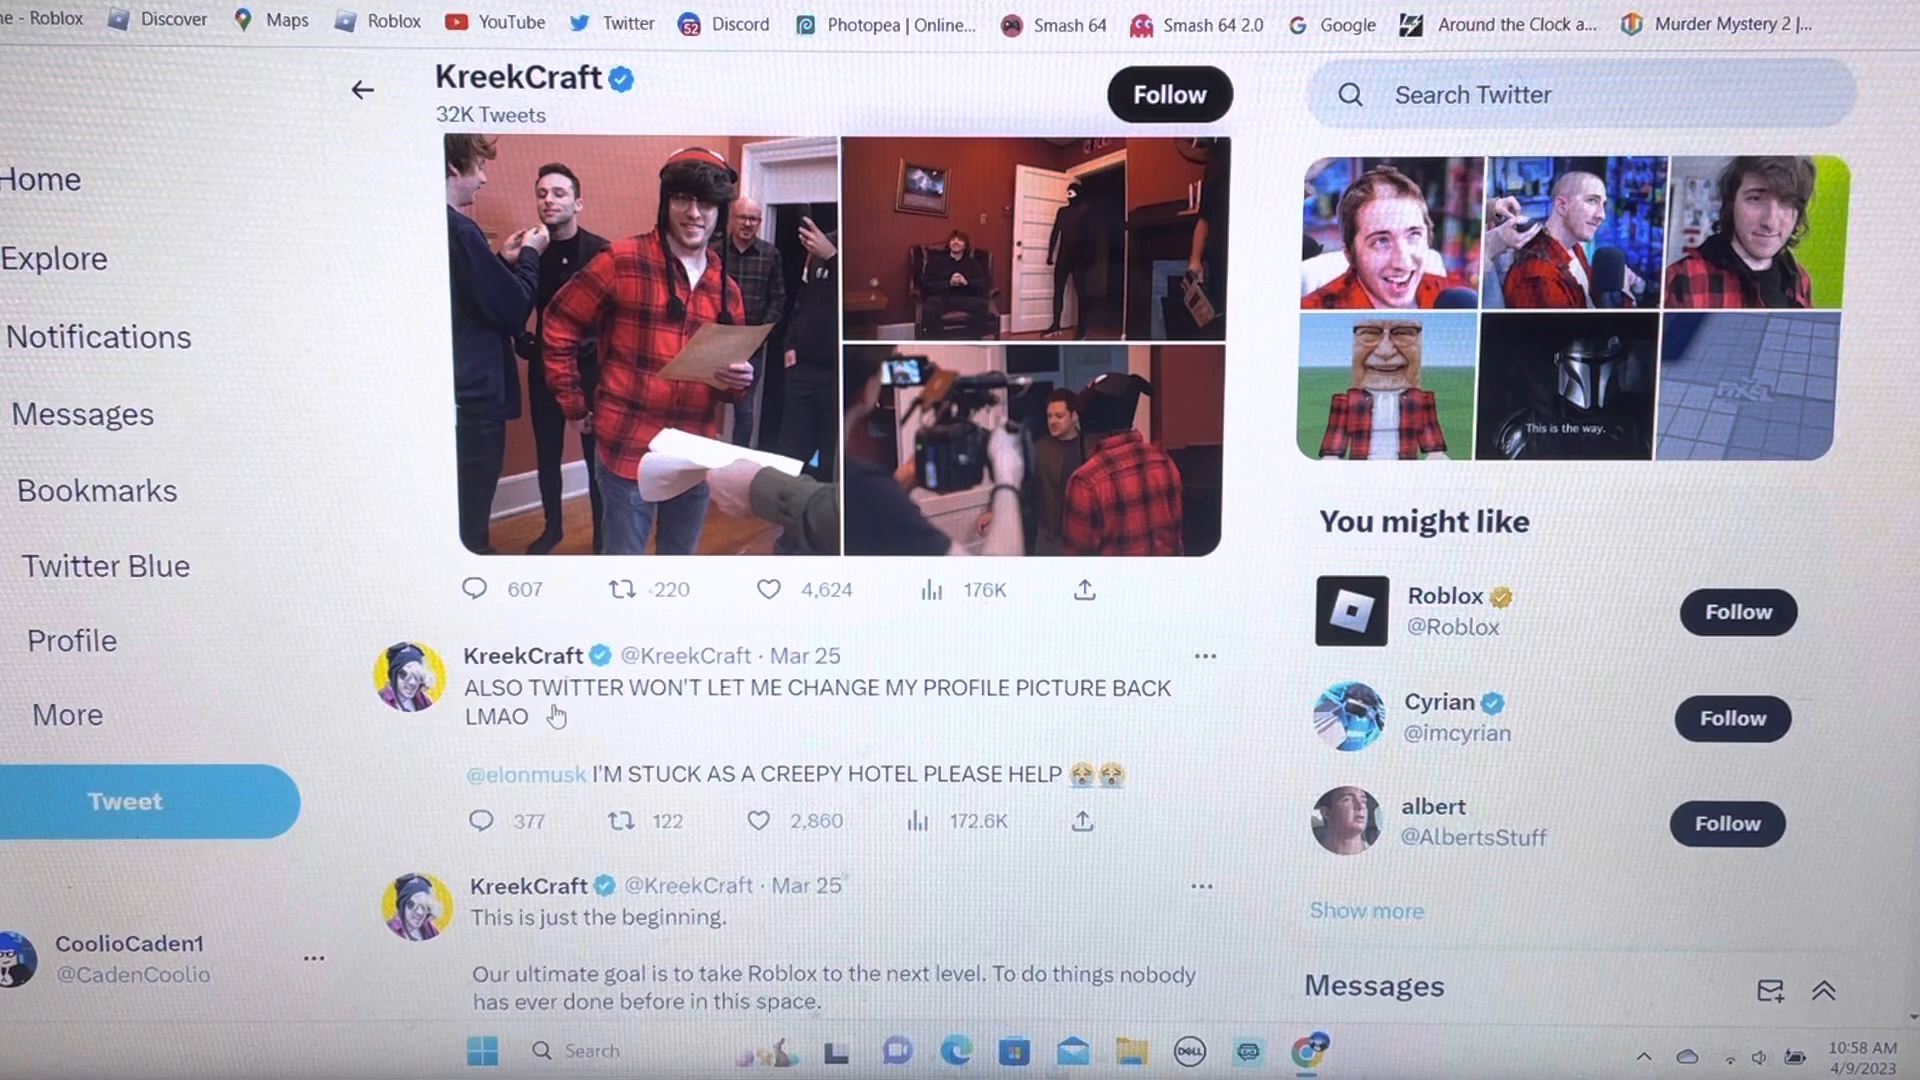 ne - Roblox Discover Maps Roblox YouTube Twitter 52 Discord Photopea | Online... Smash 64 Smash 64 2.0 Google Around the Clock a... Murder Mystery 2 |...
KreekCraft
32K Tweets
Follow
Search Twitter
Home
Explore
Notifications
Messages
Bookmarks
Twitter Blue
Profile
More
Tweet
CoolioCaden1
@CadenCoolio
607 220 4,624 176K
KreekCraft @KreekCraft · Mar 25
ALSO TWITTER WON'T LET ME CHANGE MY PROFILE PICTURE BACK
LMAO
@elonmusk I'M STUCK AS A CREEPY HOTEL PLEASE HELP 😭😭
377 122 2,860 172.6K
KreekCraft @KreekCraft · Mar 25
This is just the beginning.
Our ultimate goal is to take Roblox to the next level. To do things nobody
has ever done before in this space.
This is the way.
You might like
Roblox
@Roblox
Follow
Cyrian
@imcyrian
Follow
albert
@AlbertsStuff
Follow
Show more
Messages
Search
DELL
10:58 AM
4/9/2023